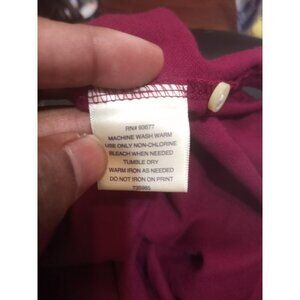 RN# 93677
MACHINE WASH WARM
USE ONLY NON-CHLORINE
BLEACH WHEN NEEDED
TUMBLE DRY
WARM IRON AS NEEDED
DO NOT IRON ON PRINT
735965